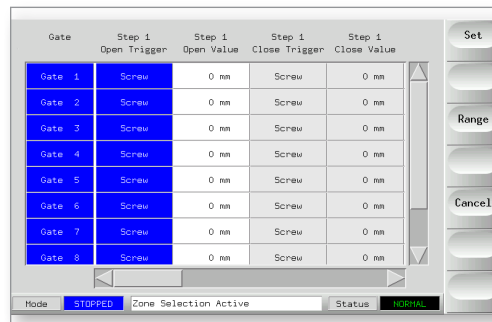 Gate Step 1 Step 1 Step 1 Step 1
Open Trigger Open Value Close Trigger Close Value
Gate 1 Screw 0 mm Screw 0 mm
Gate 2 Screw 0 mm Screw 0 mm
Gate 3 Screw 0 mm Screw 0 mm
Gate 4 Screw 0 mm Screw 0 mm
Gate 5 Screw 0 mm Screw 0 mm
Gate 6 Screw 0 mm Screw 0 mm
Gate 7 Screw 0 mm Screw 0 mm
Gate 8 Screw 0 mm Screw 0 mm
Mode STOPPED Zone Selection Active Status NORMAL
Set
Range
Cancel